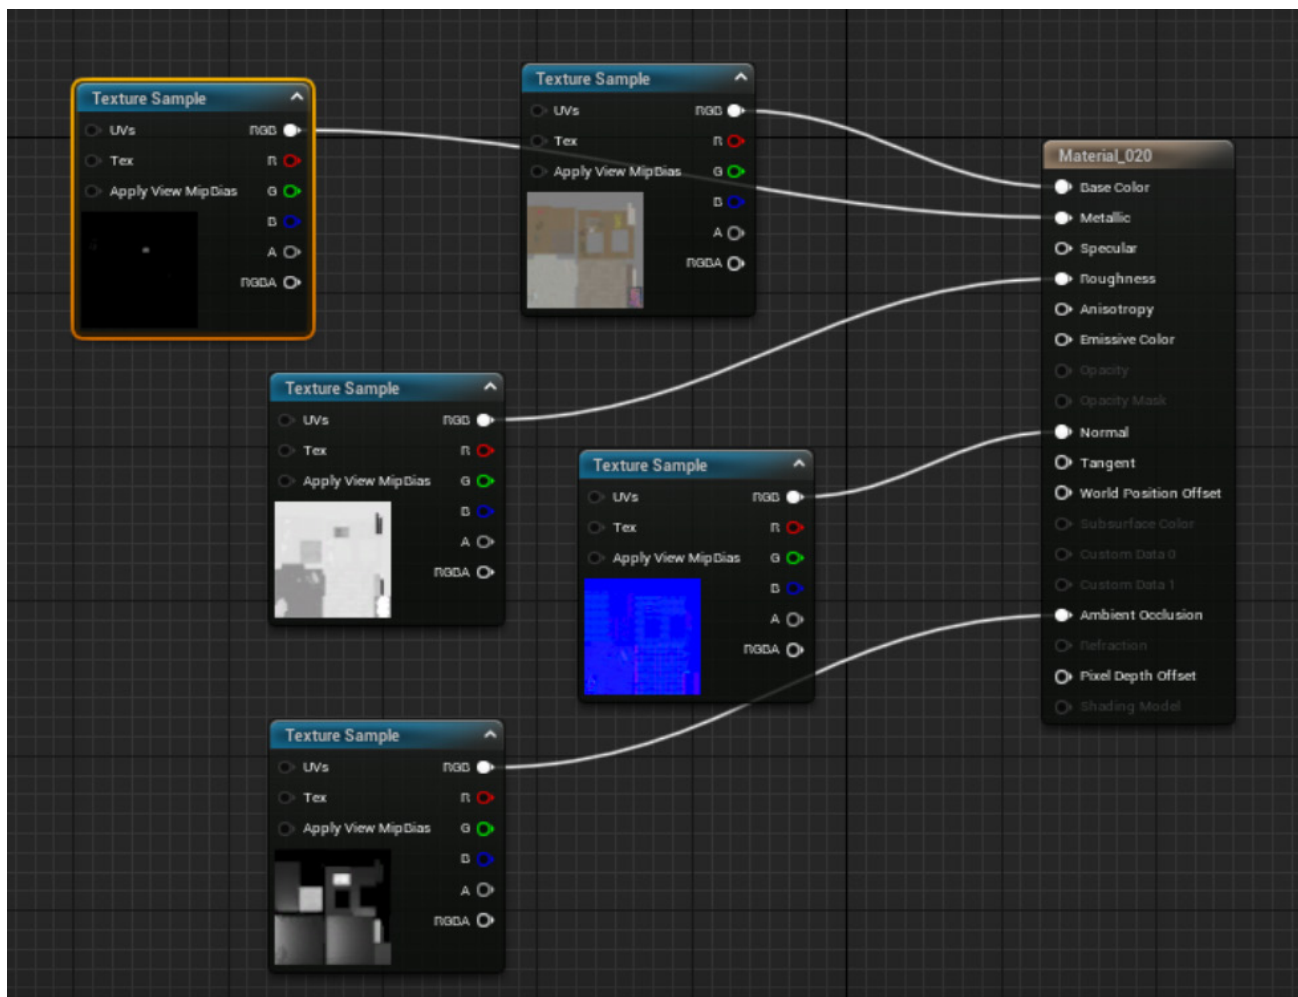 Texture Sample
UVs RGB
Tex R
Apply View MipBias G
B
A
RGBA
Texture Sample
UVs RGB
Tex R
Apply View MipBias G
B
A
RGBA
Material_020
Base Color
Metallic
Specular
Roughness
Anisotropy
Emissive Color
Opacity
Opacity Mask
Normal
Tangent
World Position Offset
Subsurface Color
Custom Data 0
Custom Data 1
Ambient Occlusion
Refraction
Pixel Depth Offset
Shading Model
Texture Sample
UVs RGB
Tex R
Apply View MipBias G
B
A
RGBA
Texture Sample
UVs RGB
Tex R
Apply View MipBias G
B
A
RGBA
Texture Sample
UVs RGB
Tex R
Apply View MipBias G
B
A
RGBA